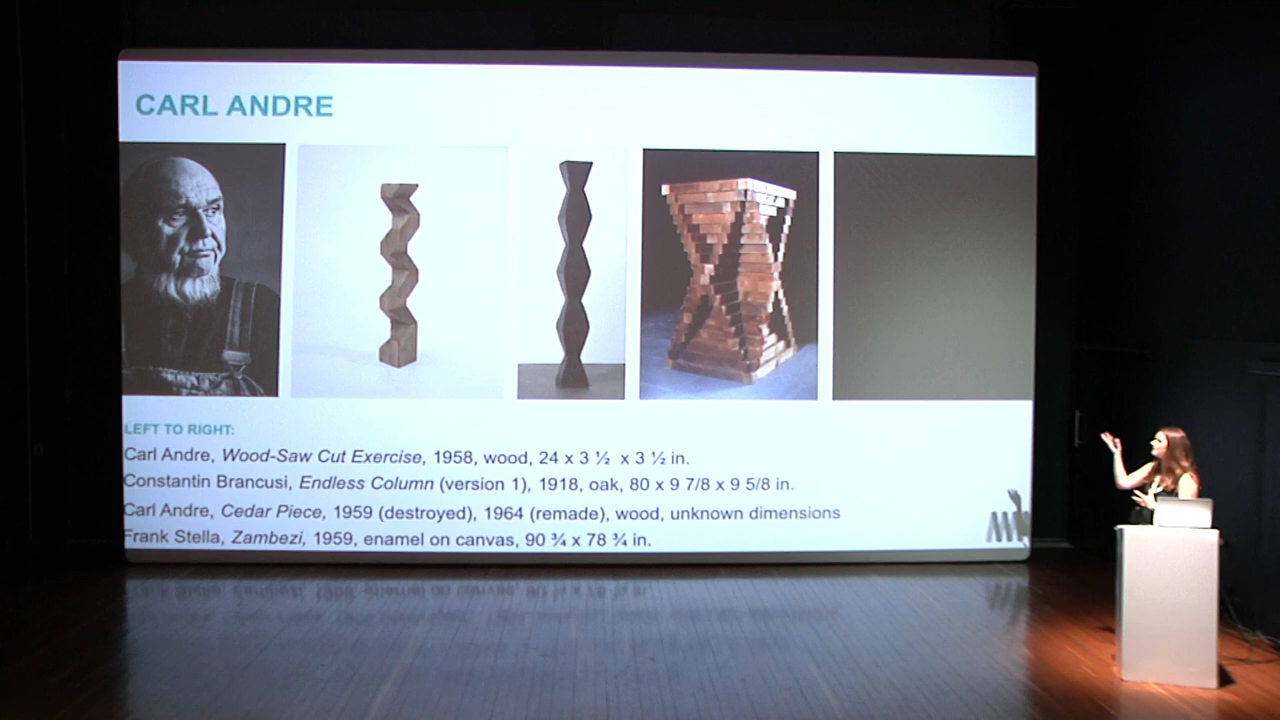 CARL ANDRE
LEFT TO RIGHT:
Carl Andre, Wood-Saw Cut Exercise, 1958, wood, 24 x 3 ½ x 3 ½ in.
Constantin Brancusi, Endless Column (version 1), 1918, oak, 80 x 9 7/8 x 9 5/8 in.
Carl Andre, Cedar Piece, 1959 (destroyed), 1964 (remade), wood, unknown dimensions
Frank Stella, Zambezi, 1959, enamel on canvas, 90 ¾ x 78 ¾ in.